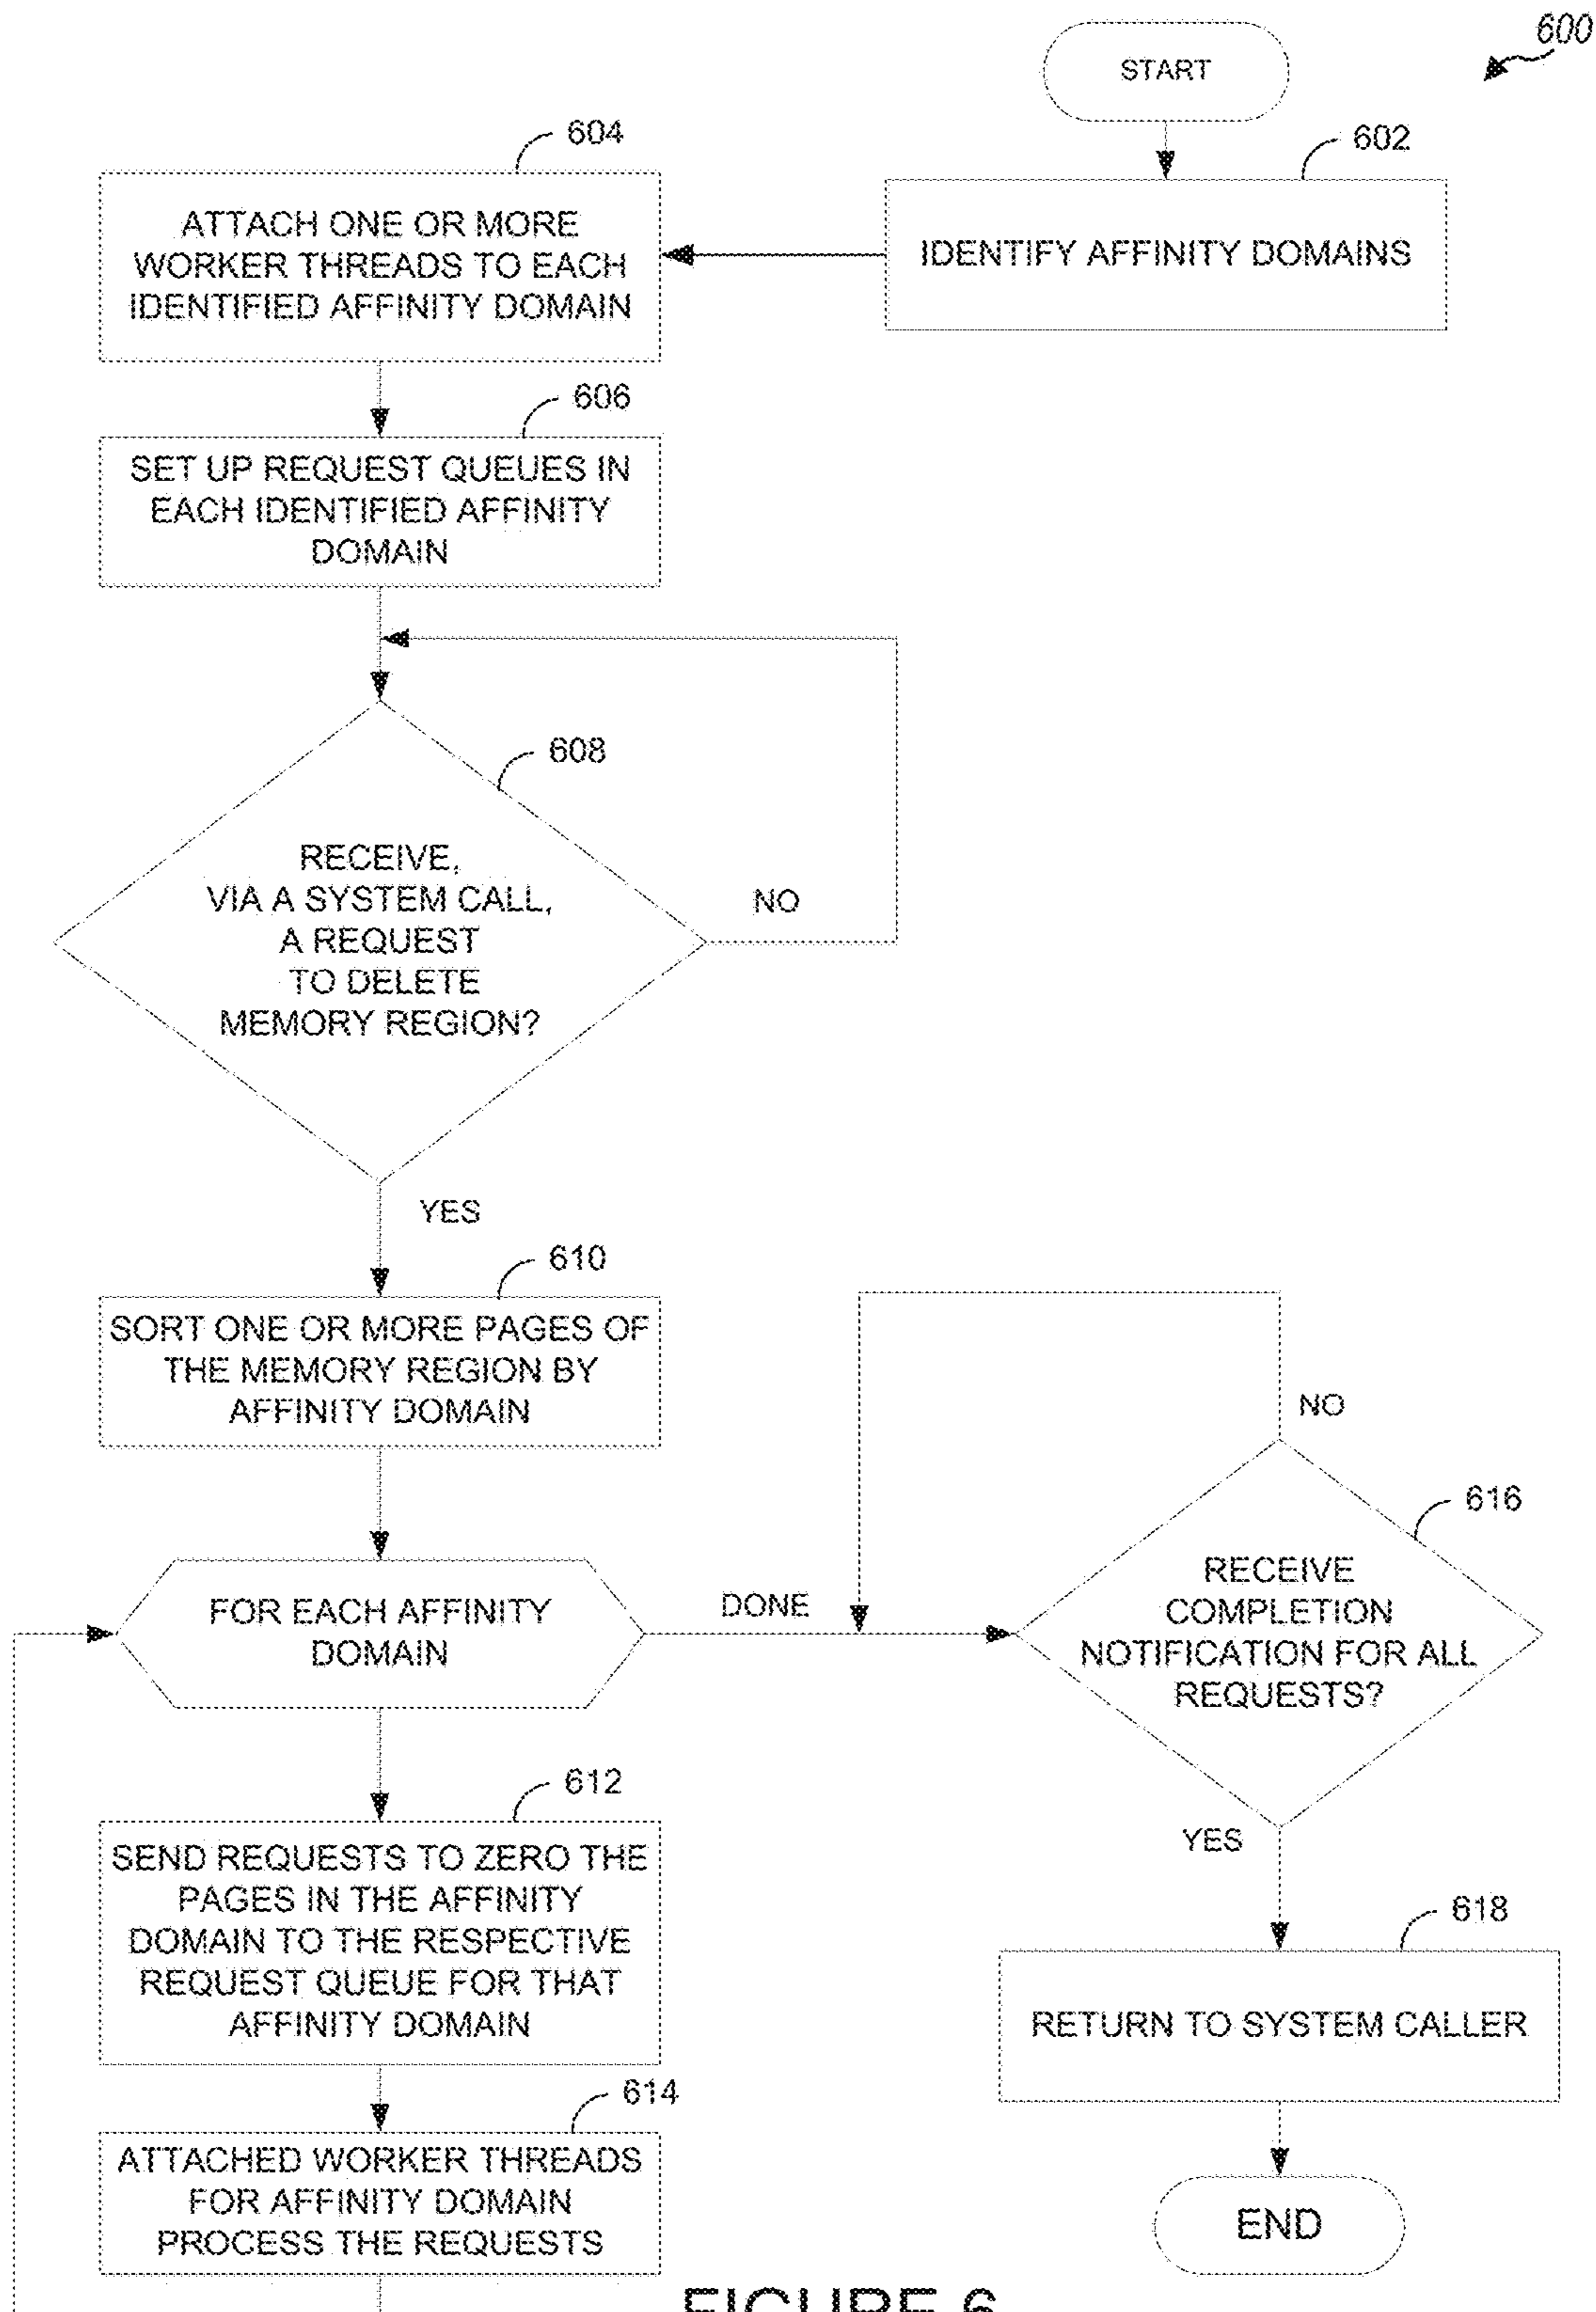 600
START
602
IDENTIFY AFFINITY DOMAINS
604
ATTACH ONE OR MORE
WORKER THREADS TO EACH
IDENTIFIED AFFINITY DOMAIN
606
SET UP REQUEST QUEUES IN
EACH IDENTIFIED AFFINITY
DOMAIN
608
RECEIVE,
VIA A SYSTEM CALL,
A REQUEST
TO DELETE
MEMORY REGION?
NO
YES
610
SORT ONE OR MORE PAGES OF
THE MEMORY REGION BY
AFFINITY DOMAIN
FOR EACH AFFINITY
DOMAIN
DONE
612
SEND REQUESTS TO ZERO THE
PAGES IN THE AFFINITY
DOMAIN TO THE RESPECTIVE
REQUEST QUEUE FOR THAT
AFFINITY DOMAIN
614
ATTACHED WORKER THREADS
FOR AFFINITY DOMAIN
PROCESS THE REQUESTS
NO
616
RECEIVE
COMPLETION
NOTIFICATION FOR ALL
REQUESTS?
YES
618
RETURN TO SYSTEM CALLER
END
FIGURE 6